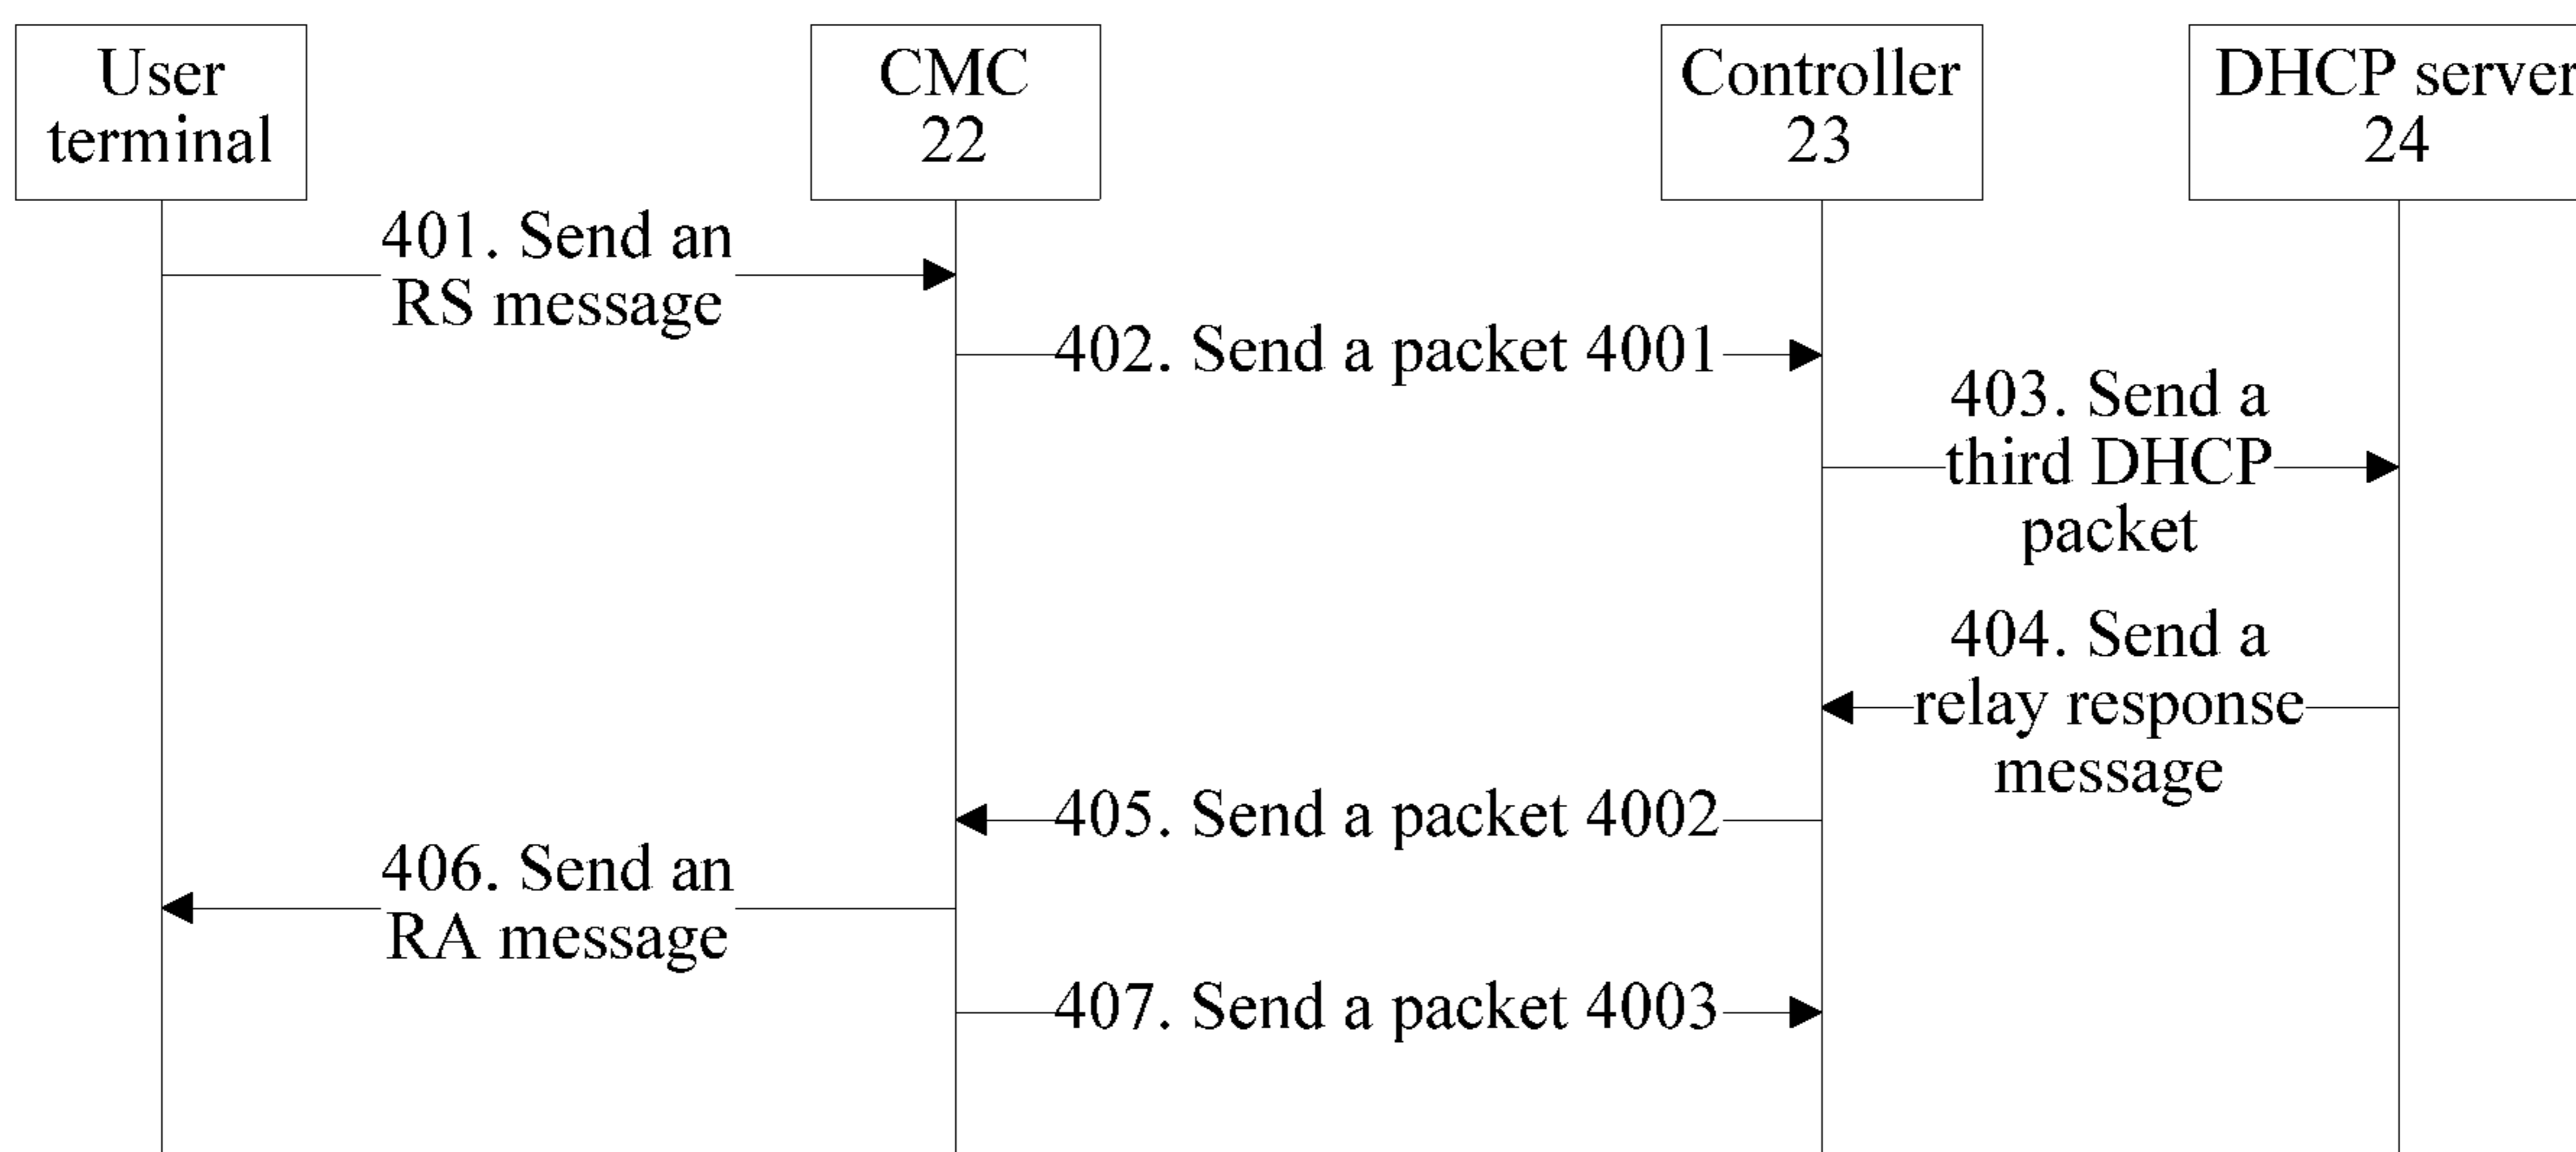 User
terminal
CMC
22
Controller
23
DHCP server
24
401. Send an
RS message
402. Send a packet 4001
403. Send a
third DHCP
packet
404. Send a
relay response
message
405. Send a packet 4002
406. Send an
RA message
407. Send a packet 4003